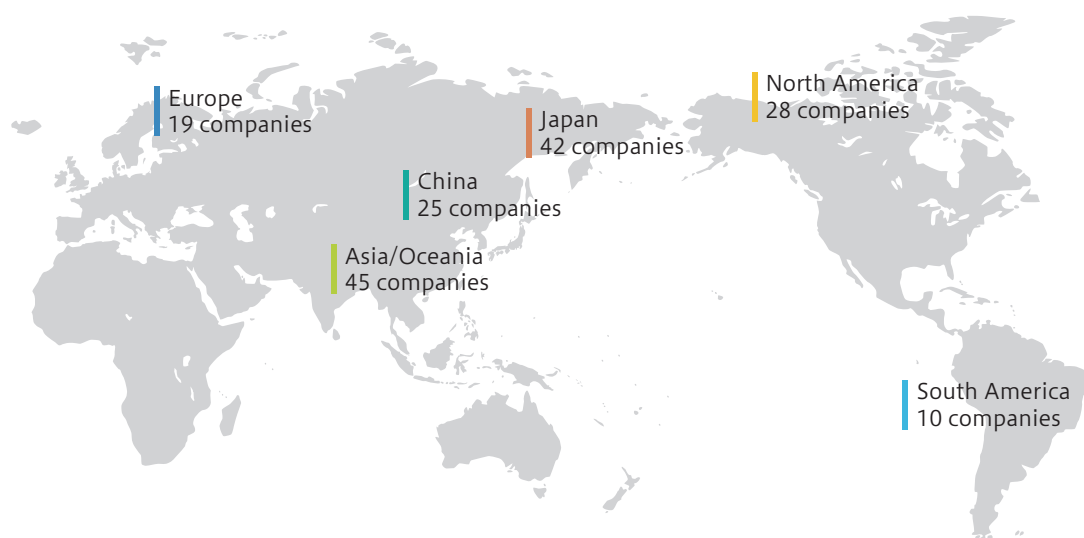 Europe
19 companies
Japan
42 companies
North America
28 companies
China
25 companies
Asia/Oceania
45 companies
South America
10 companies